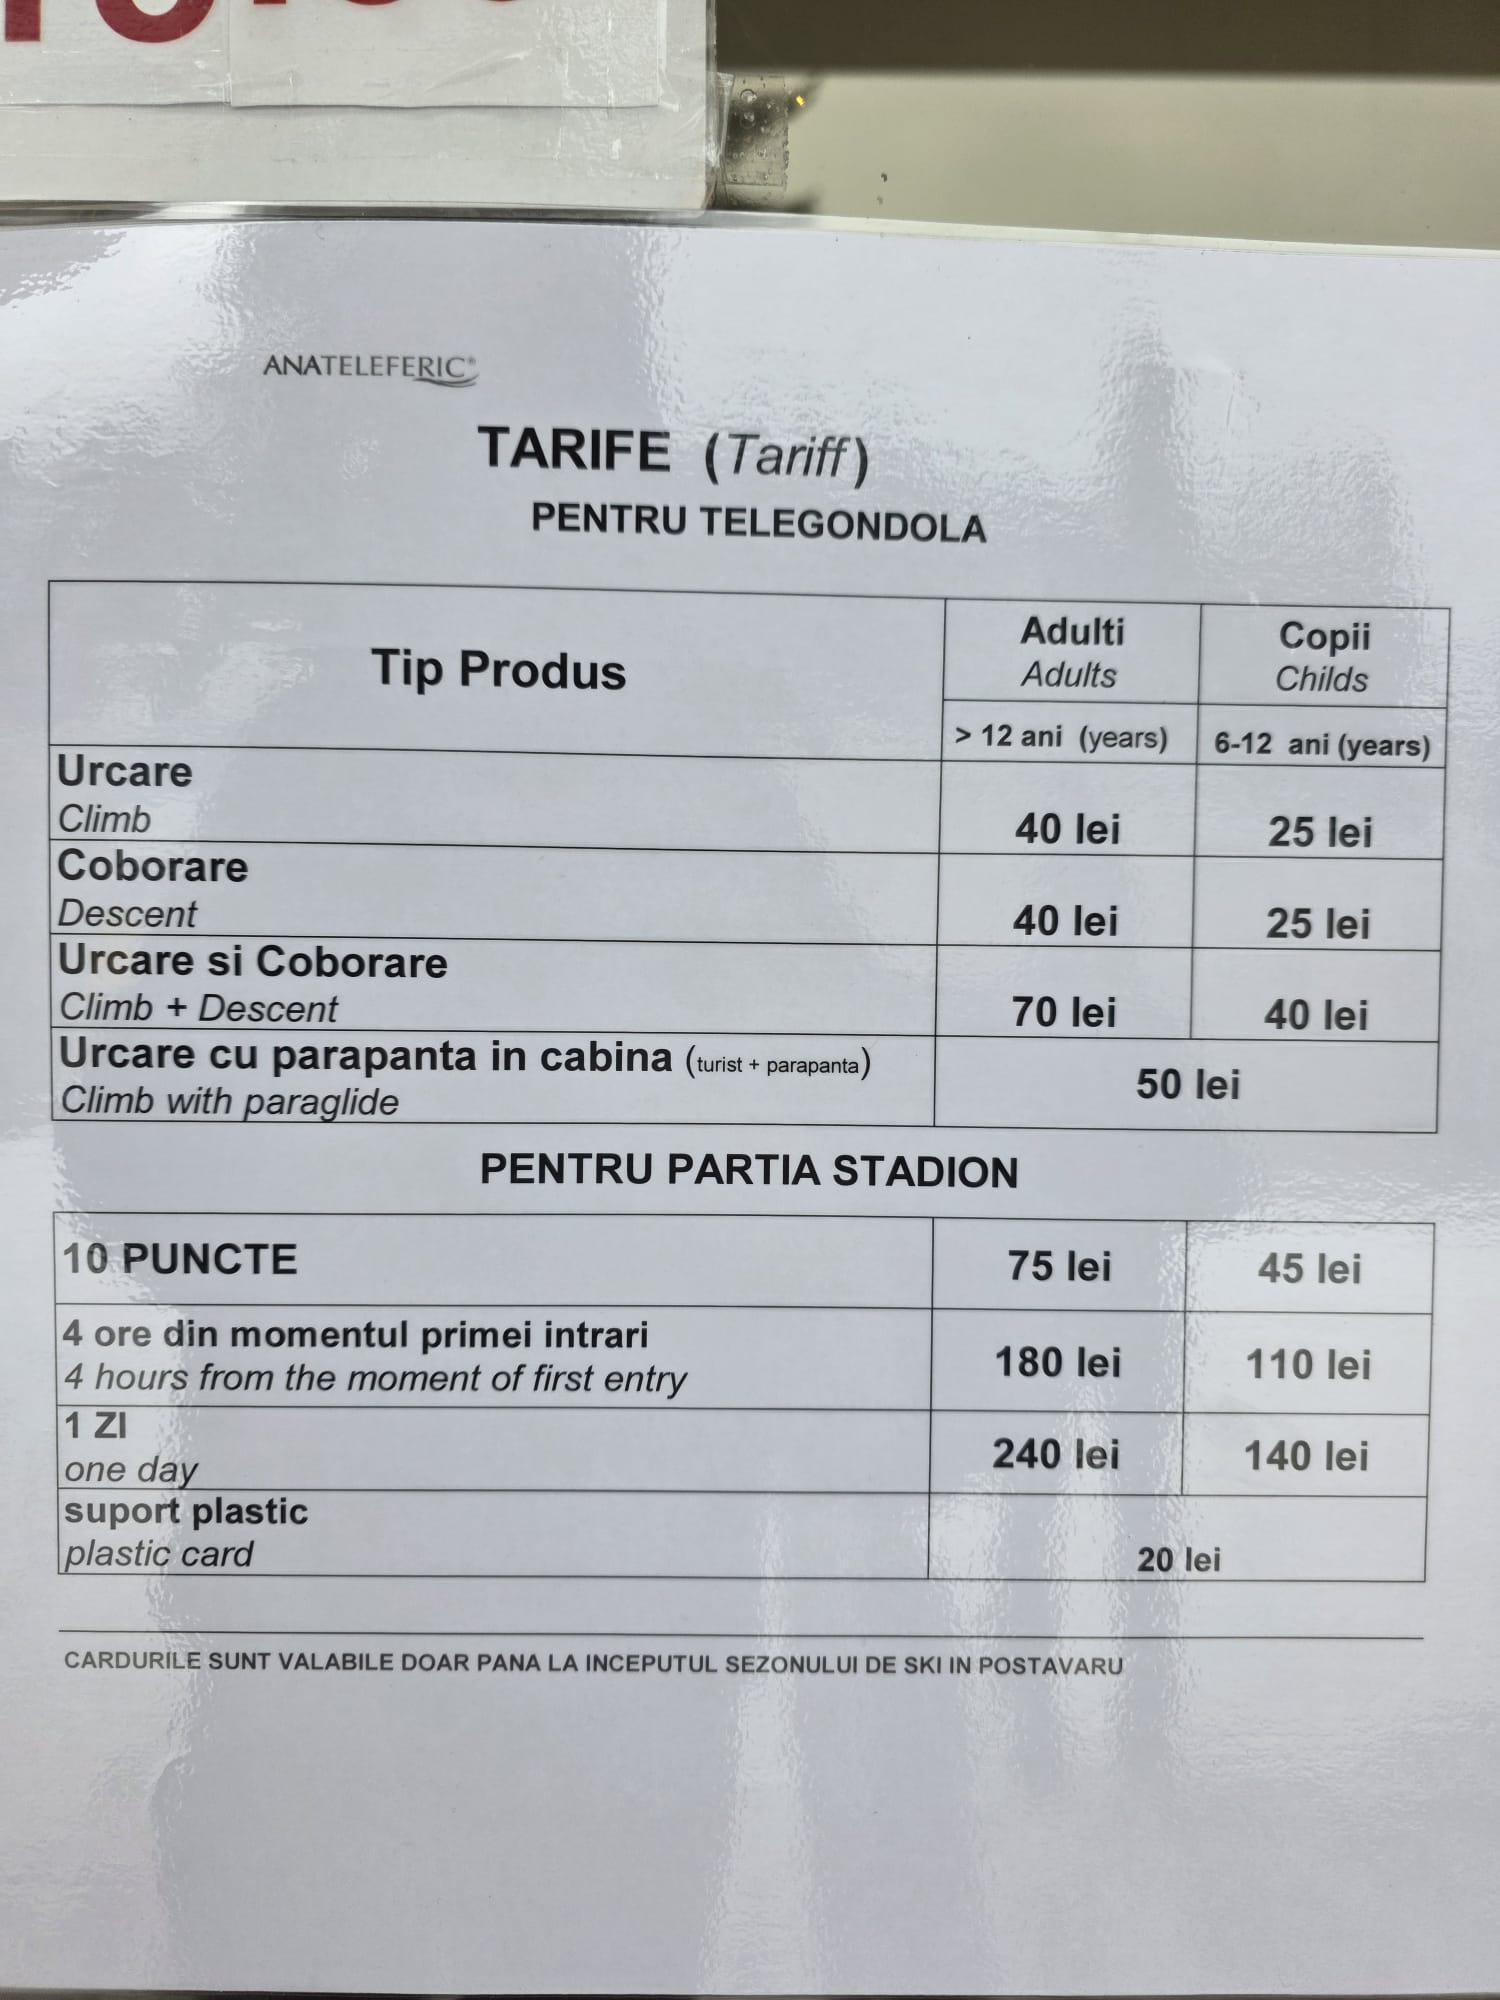 ANATELEFERIC®
TARIFE (Tariff)
PENTRU TELEGONDOLA
Tip Produs
Adulti
Adults
Copii
Childs
> 12 ani (years)
6-12 ani (years)
Urcare
Climb
40 lei
25 lei
Coborare
Descent
40 lei
25 lei
Urcare si Coborare
Climb + Descent
70 lei
40 lei
Urcare cu parapanta in cabina (turist + parapanta)
Climb with paraglide
50 lei
PENTRU PARTIA STADION
10 PUNCTE
75 lei
45 lei
4 ore din momentul primei intrari
4 hours from the moment of first entry
180 lei
110 lei
1 ZI
one day
240 lei
140 lei
suport plastic
plastic card
20 lei
CARDURILE SUNT VALABILE DOAR PANA LA INCEPUTUL SEZONULUI DE SKI IN POSTAVARU